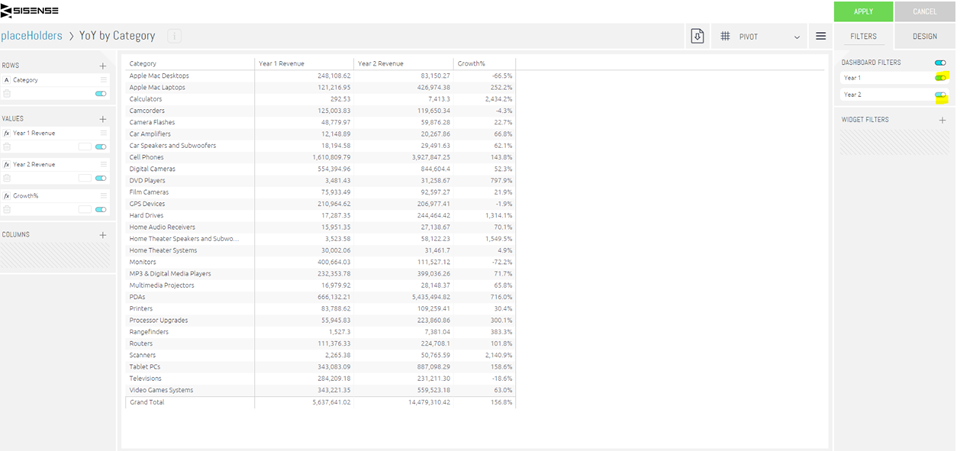 SISENSE
APPLY CANCEL
placeHolders > YoY by Category
PIVOT
FILTERS DESIGN
ROWS +
A Category
VALUES +
fx Year 1 Revenue
fx Year 2 Revenue
fx Growth%
COLUMNS +
Category Year 1 Revenue Year 2 Revenue Growth%
Apple Mac Desktops 248,108.62 83,150.27 -66.5%
Apple Mac Laptops 121,216.95 426,974.38 252.2%
Calculators 292.53 7,413.3 2,434.2%
Camcorders 125,003.83 119,650.34 -4.3%
Camera Flashes 48,779.97 59,876.28 22.7%
Car Amplifiers 12,148.89 20,267.86 66.8%
Car Speakers and Subwoofers 18,194.58 29,491.63 62.1%
Cell Phones 1,610,809.79 3,927,847.25 143.8%
Digital Cameras 554,394.96 844,604.4 52.3%
DVD Players 3,481.43 31,258.67 797.9%
Film Cameras 75,933.49 92,597.27 21.9%
GPS Devices 210,964.62 206,977.41 -1.9%
Hard Drives 17,287.35 244,464.42 1,314.1%
Home Audio Receivers 15,951.35 27,138.67 70.1%
Home Theater Speakers and Subwo... 3,523.58 58,122.23 1,549.5%
Home Theater Systems 30,002.06 31,461.7 4.9%
Monitors 400,664.03 111,527.12 -72.2%
MP3 & Digital Media Players 232,353.78 399,036.26 71.7%
Multimedia Projectors 16,979.92 28,148.37 65.8%
PDAs 666,132.21 5,435,494.82 716.0%
Printers 83,788.62 109,259.41 30.4%
Processor Upgrades 55,945.83 223,860.86 300.1%
Rangefinders 1,527.3 7,381.04 383.3%
Routers 111,376.33 224,708.1 101.8%
Scanners 2,265.38 50,765.59 2,140.9%
Tablet PCs 343,083.09 887,098.29 158.6%
Televisions 284,209.18 231,211.30 -18.6%
Video Games Systems 343,221.35 559,523.18 63.0%
Grand Total 5,637,641.02 14,479,310.42 156.8%
DASHBOARD FILTERS
Year 1
Year 2
WIDGET FILTERS +